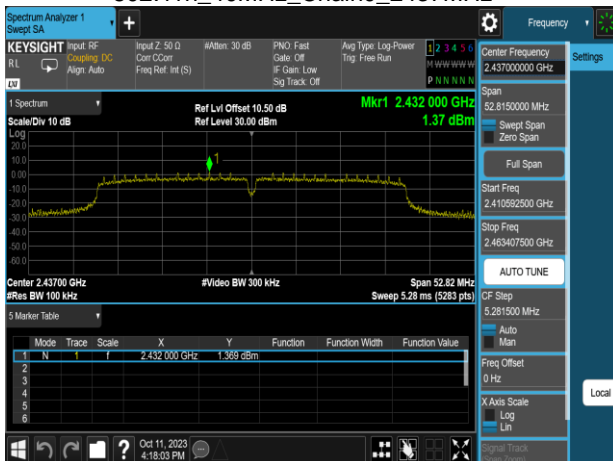 Spectrum Analyzer 1
Swept SA
+
Frequency
KEYSIGHT
Input: RF
Coupling: DC
Align: Auto
Input Z: 50 Ω
Corr CCorr
Freq Ref: Int (S)
#Atten: 30 dB
PNO: Fast
Gate: Off
IF Gain: Low
Sig Track: Off
Avg Type: Log-Power
Trig: Free Run
1 2 3 4 5 6
M W W W W W
P N N N N N
RL
LXI
Center Frequency
2.437000000 GHz
Settings
Span
52.8150000 MHz
Swept Span
Zero Span
Full Span
Start Freq
2.410592500 GHz
Stop Freq
2.463407500 GHz
AUTO TUNE
CF Step
5.281500 MHz
Auto
Man
Freq Offset
0 Hz
X Axis Scale
Log
Lin
Signal Track
(Span Zoom)
Local
1 Spectrum
Scale/Div 10 dB
Log
Ref Lvl Offset 10.50 dB
Ref Level 30.00 dBm
Mkr1 2.432 000 GHz
1.37 dBm
1
20.0
10.0
0.00
-10.0
-20.0
-30.0
-40.0
-50.0
-60.0
Center 2.43700 GHz
#Res BW 100 kHz
#Video BW 300 kHz
Span 52.82 MHz
Sweep 5.28 ms (5283 pts)
5 Marker Table
Mode Trace Scale X Y Function Function Width Function Value
1 N 1 f 2.432 000 GHz 1.369 dBm
2
3
4
5
6
?
Oct 11, 2023
4:18:03 PM